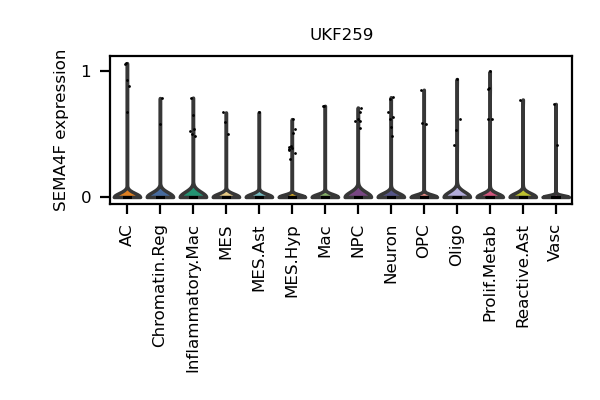 UKF259
SEMA4F expression
1
0
AC
Chromatin.Reg
Inflammatory.Mac
MES
MES.Ast
MES.Hyp
Mac
NPC
Neuron
OPC
Oligo
Prolif.Metab
Reactive.Ast
Vasc